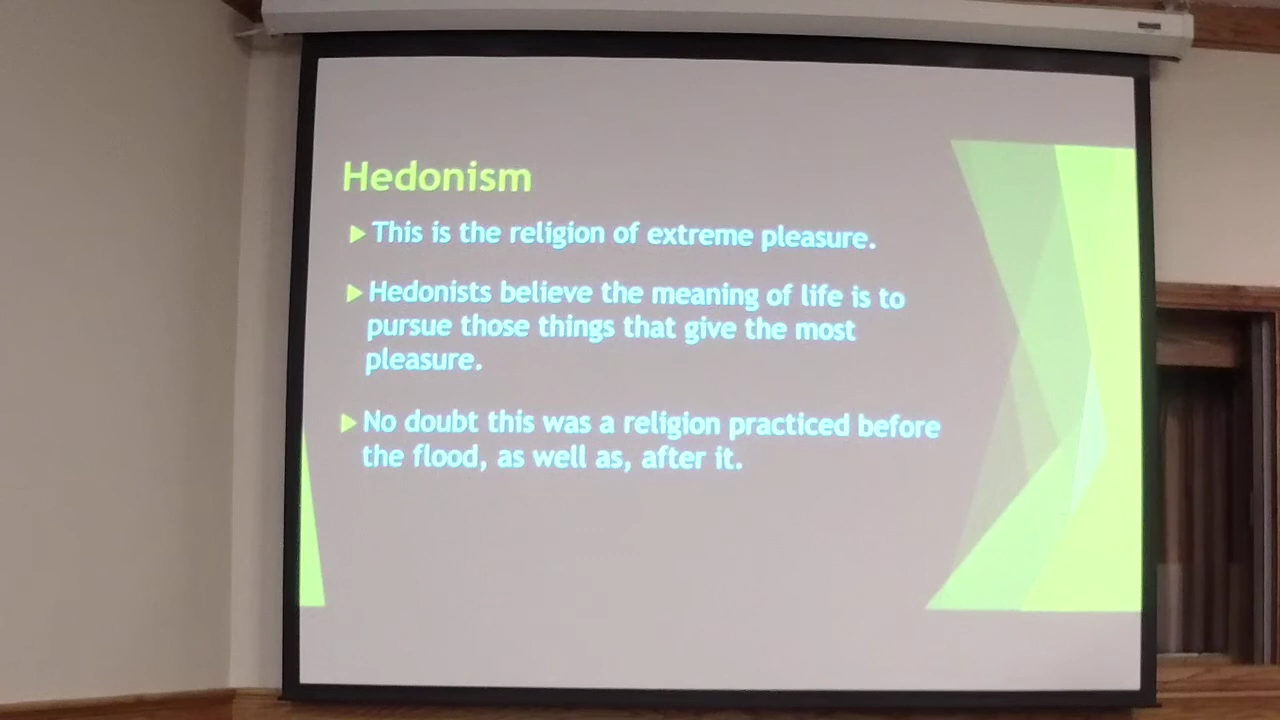 Hedonism
This is the religion of extreme pleasure.
Hedonists believe the meaning of life is to
pursue those things that give the most
pleasure.
No doubt this was a religion practiced before
the flood, as well as, after it.